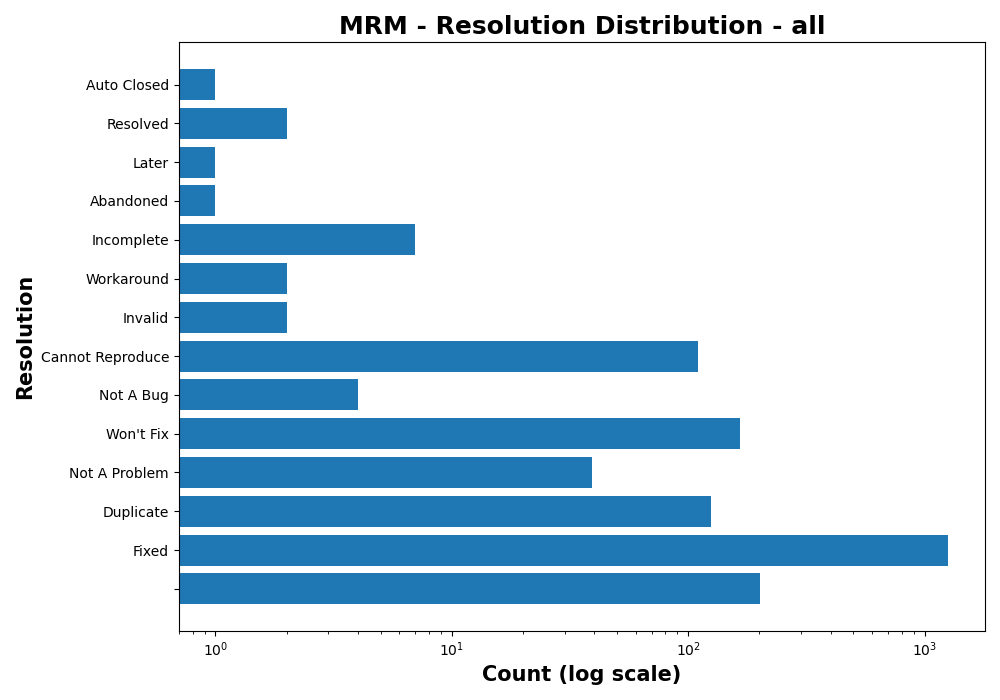 MRM - Resolution Distribution - all
Auto Closed
Resolved
Later
Abandoned
Incomplete
Workaround
Invalid
Cannot Reproduce
Not A Bug
Won't Fix
Not A Problem
Duplicate
Fixed
Resolution
10⁰ 10¹ 10² 10³
Count (log scale)